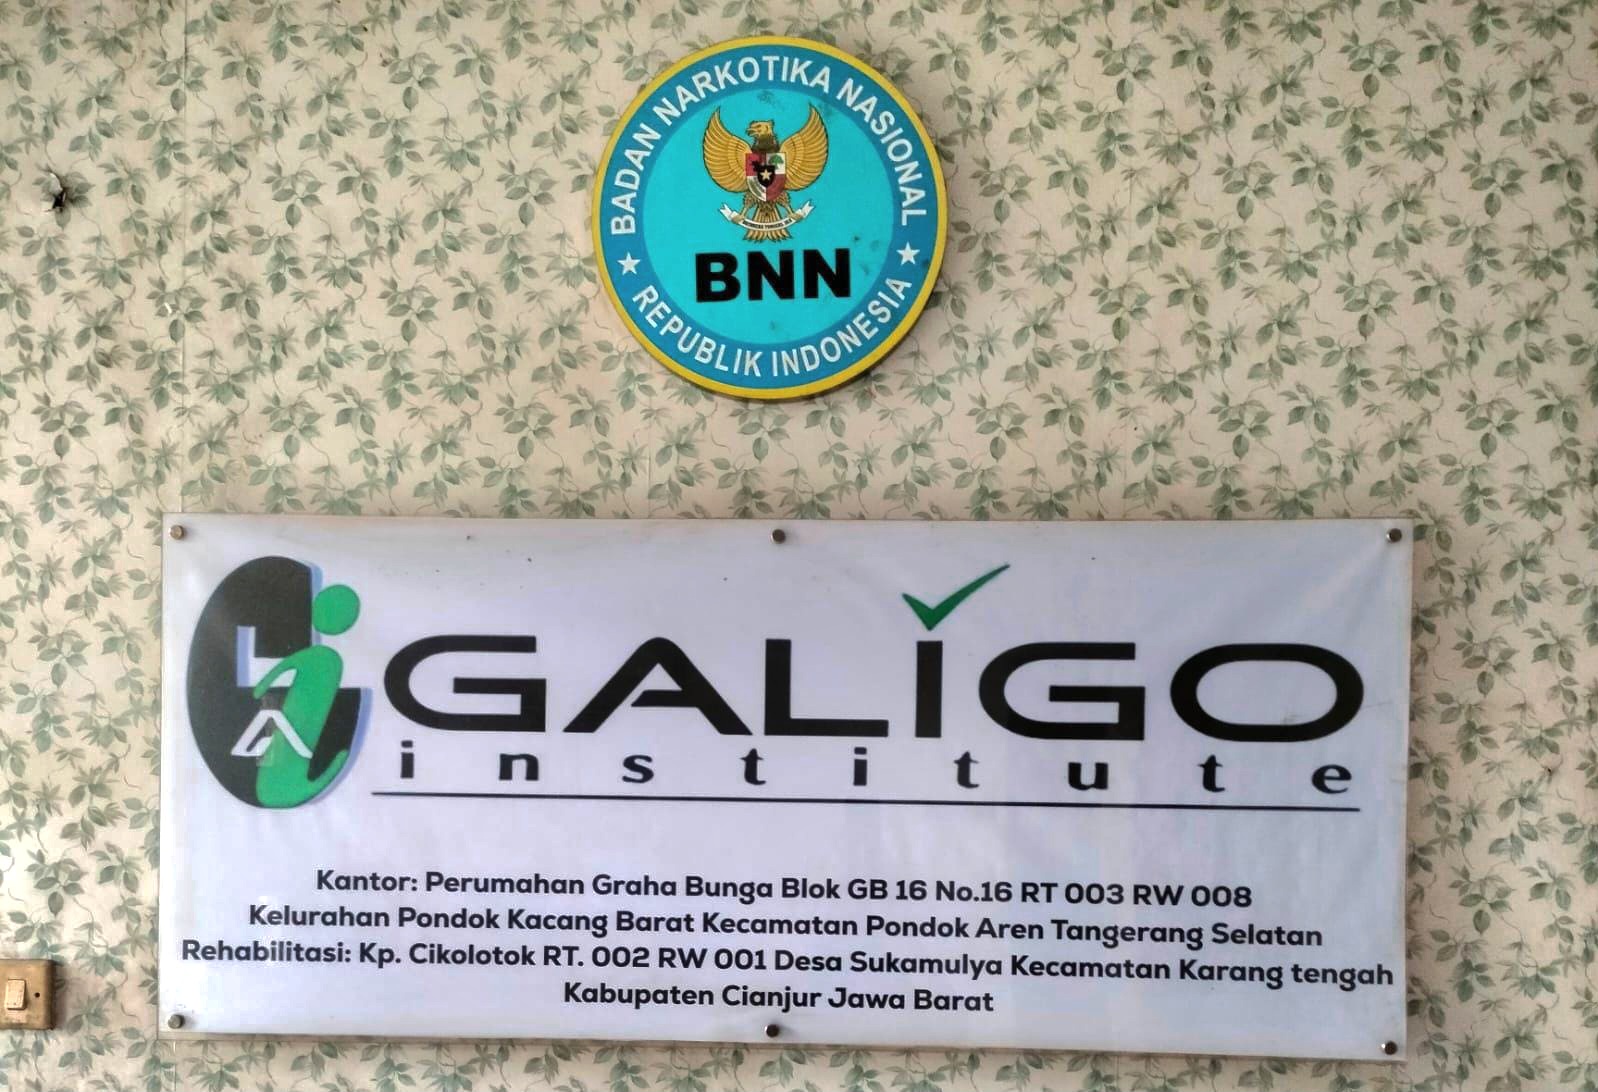 BADAN NARKOTIKA NASIONAL
BNN
REPUBLIK INDONESIA
LA i
GALIGO
institute
Kantor: Perumahan Graha Bunga Blok GB 16 No.16 RT 003 RW 008
Kelurahan Pondok Kacang Barat Kecamatan Pondok Aren Tangerang Selatan
Rehabilitasi: Kp. Cikolotok RT. 002 RW 001 Desa Sukamulya Kecamatan Karang tengah
Kabupaten Cianjur Jawa Barat